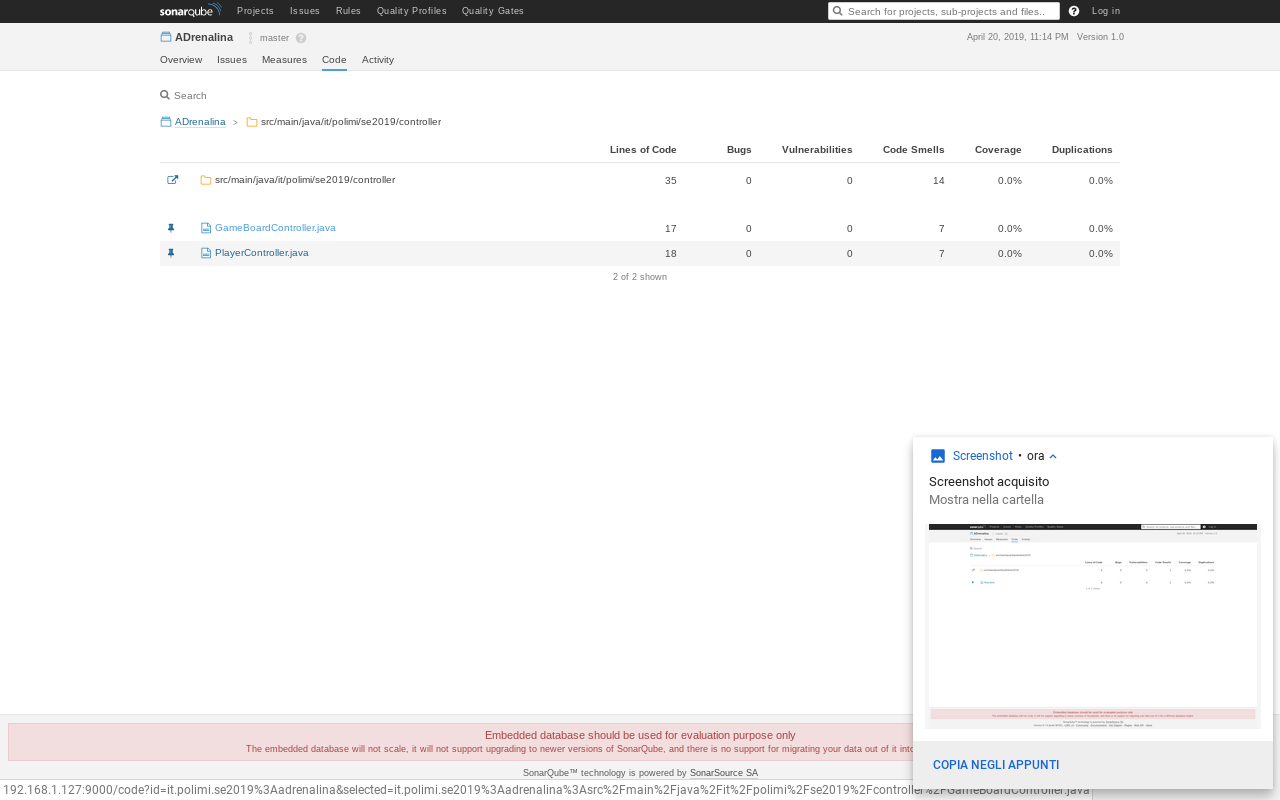 sonarqube Projects Issues Rules Quality Profiles Quality Gates Search for projects, sub-projects and files.. Log in
ADrenalina master April 20, 2019, 11:14 PM Version 1.0
Overview Issues Measures Code Activity
Search
ADrenalina > src/main/java/it/polimi/se2019/controller
Lines of Code Bugs Vulnerabilities Code Smells Coverage Duplications
src/main/java/it/polimi/se2019/controller 35 0 0 14 0.0% 0.0%
GameBoardController.java 17 0 0 7 0.0% 0.0%
PlayerController.java 18 0 0 7 0.0% 0.0%
2 of 2 shown
Screenshot • ora
Screenshot acquisito
Mostra nella cartella
COPIA NEGLI APPUNTI
Embedded database should be used for evaluation purpose only
The embedded database will not scale, it will not support upgrading to newer versions of SonarQube, and there is no support for migrating your data out of it into
SonarQube™ technology is powered by SonarSource SA
192.168.1.127:9000/code?id=it.polimi.se2019%3Aadrenalina&selected=it.polimi.se2019%3Aadrenalina%3Asrc%2Fmain%2Fjava%2Fit%2Fpolimi%2Fse2019%2Fcontroller%2FGameBoardController.java